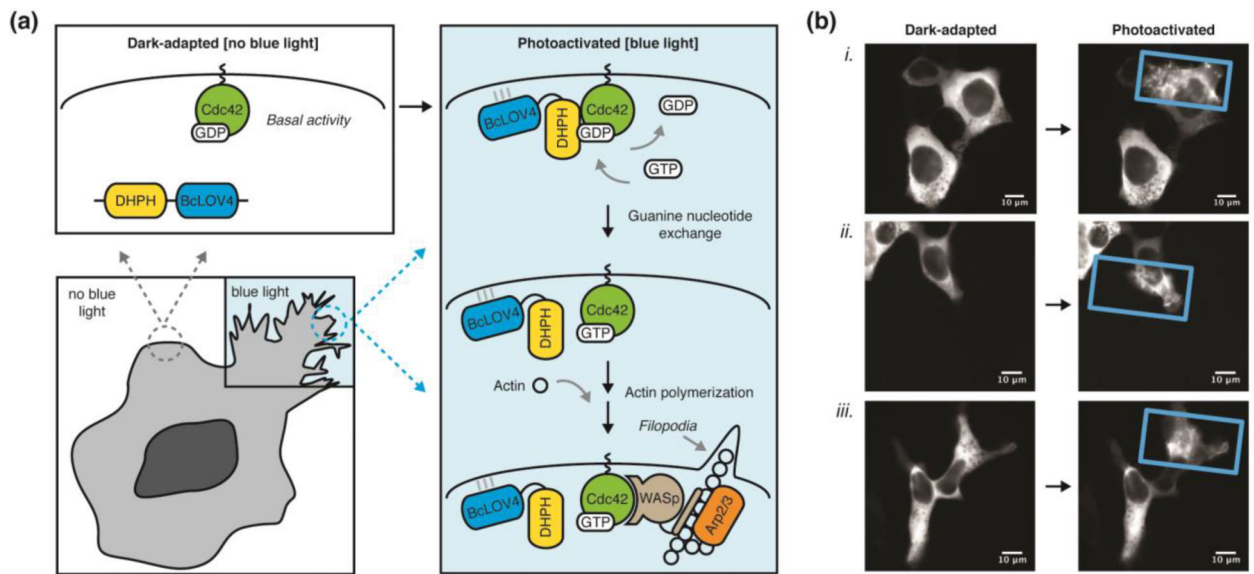 (a)
Dark-adapted [no blue light]
Cdc42
GDP
Basal activity
DHPH
BcLOV4
no blue
light
blue light
Photoactivated [blue light]
BcLOV4
DHPH
Cdc42
GDP
GDP
GTP
Guanine nucleotide
exchange
BcLOV4
DHPH
Cdc42
GTP
Actin
Actin polymerization
Filopodia
BcLOV4
DHPH
Cdc42
GTP
WASp
Arp2/3
(b)
Dark-adapted
Photoactivated
i.
10 µm
10 µm
ii.
10 µm
10 µm
iii.
10 µm
10 µm